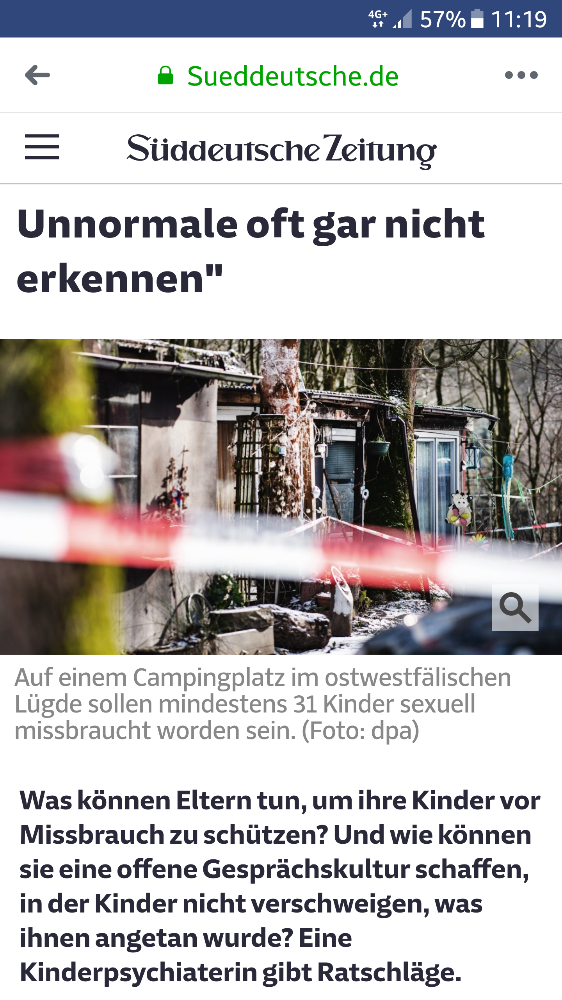 4G+ 57% 11:19
Sueddeutsche.de
Süddeutsche Zeitung
Unnormale oft gar nicht
erkennen"
Auf einem Campingplatz im ostwestfälischen
Lügde sollen mindestens 31 Kinder sexuell
missbraucht worden sein. (Foto: dpa)
Was können Eltern tun, um ihre Kinder vor
Missbrauch zu schützen? Und wie können
sie eine offene Gesprächskultur schaffen,
in der Kinder nicht verschweigen, was
ihnen angetan wurde? Eine
Kinderpsychiaterin gibt Ratschläge.